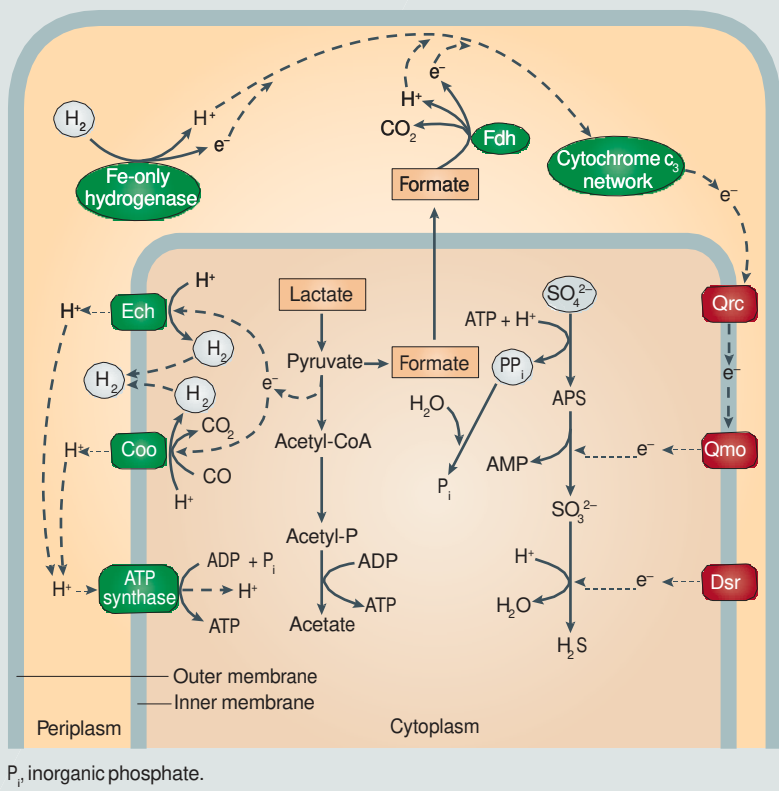 H₂
H⁺
e⁻
Fe-only
hydrogenase
e⁻
H⁺
CO₂
Fdh
Formate
Cytochrome c₃
network
e⁻
H⁺
Ech
H⁺
H₂
H₂
H₂
e⁻
H⁺
Coo
CO₂
CO
H⁺
Lactate
Pyruvate
Formate
Acetyl-CoA
Acetyl-P
ADP
ATP
Acetate
SO₄²⁻
ATP + H⁺
PPᵢ
H₂O
Pᵢ
APS
AMP
SO₃²⁻
H⁺
H₂O
H₂S
Qrc
e⁻
Qmo
e⁻
Dsr
e⁻
H⁺
ATP
synthase
ADP + Pᵢ
H⁺
ATP
Outer membrane
Inner membrane
Periplasm
Cytoplasm
Pᵢ, inorganic phosphate.